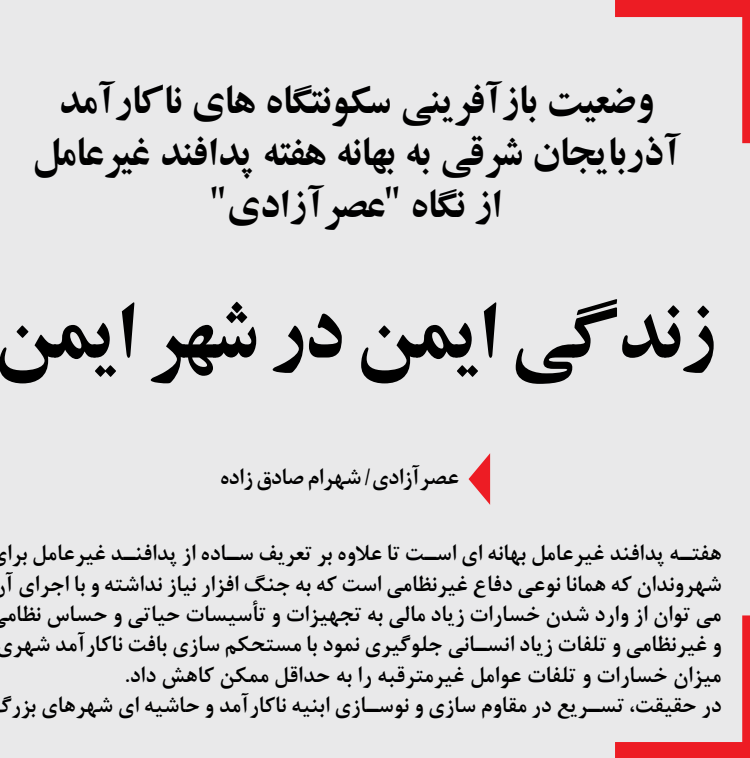 وضعیت بازآفرینی سکونتگاه های ناکارآمد
آذربایجان شرقی به بهانه هفته پدافند غیرعامل
از نگاه "عصرآزادی"
زندگی ایمن در شهر ایمن
عصرآزادی/شهرام صادق زاده
هفتــه پدافند غیرعامل بهانه ای اســت تا علاوه بر تعریف ســاده از پدافنــد غیرعامل برای
شهروندان که همانا نوعی دفاع غیرنظامی است که به جنگ افزار نیاز نداشته و با اجرای آن
می توان از وارد شدن خسارات زیاد مالی به تجهیزات و تأسیسات حیاتی و حساس نظامی
و غیرنظامی و تلفات زیاد انســانی جلوگیری نمود با مستحکم سازی بافت ناکارآمد شهری
میزان خسارات و تلفات عوامل غیرمترقبه را به حداقل ممکن کاهش داد.
در حقیقت، تســریع در مقاوم سازی و نوســازی ابنیه ناکارآمد و حاشیه ای شهرهای بزرگ